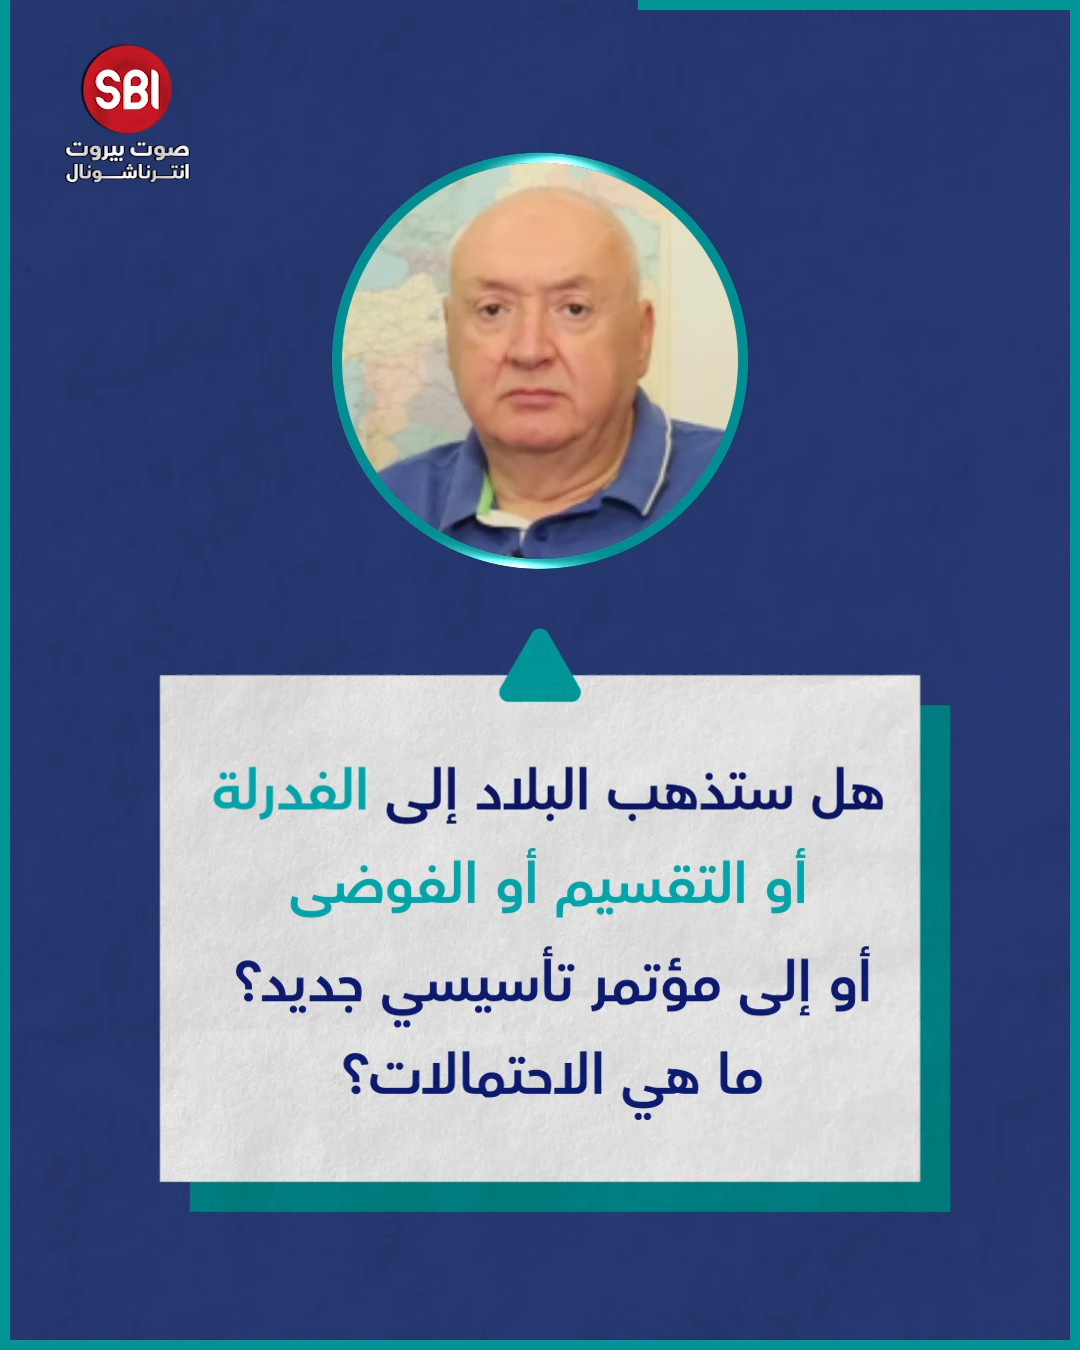 SBI
صوت بيروت
انترناشونال
هل ستذهب البلاد إلى الفدرلة
أو التقسيم أو الفوضى
أو إلى مؤتمر تأسيسي جديد؟
ما هي الاحتمالات؟